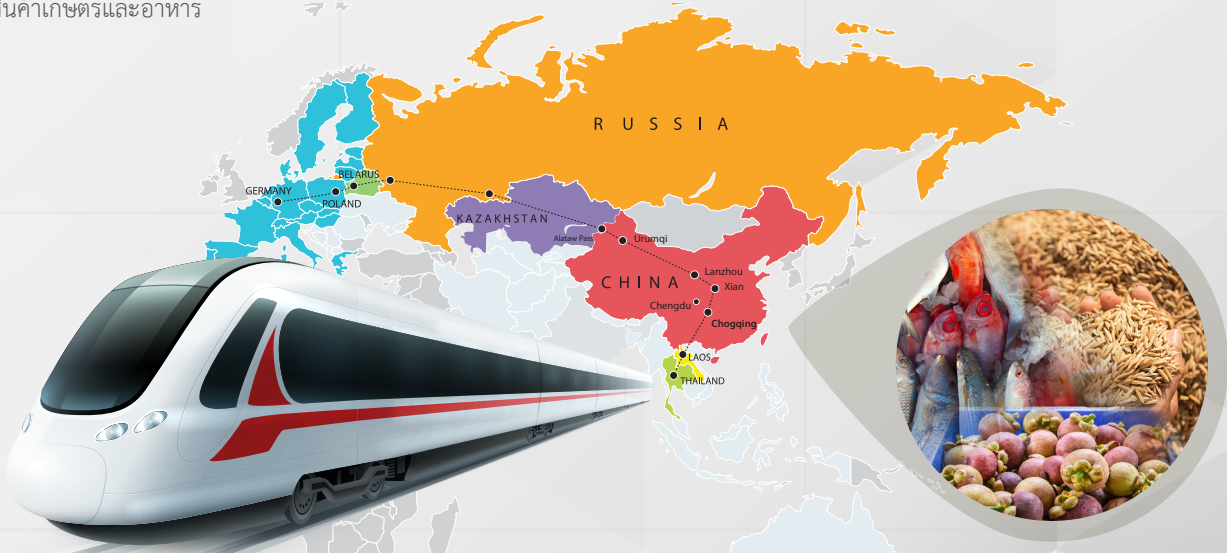 สินค้าเกษตรและอาหาร
RUSSIA
BELARUS
GERMANY
POLAND
KAZAKHSTAN
Alataw Pass
Urumqi
CHINA
Lanzhou
Xian
Chengdu
Chogqing
LAOS
THAILAND